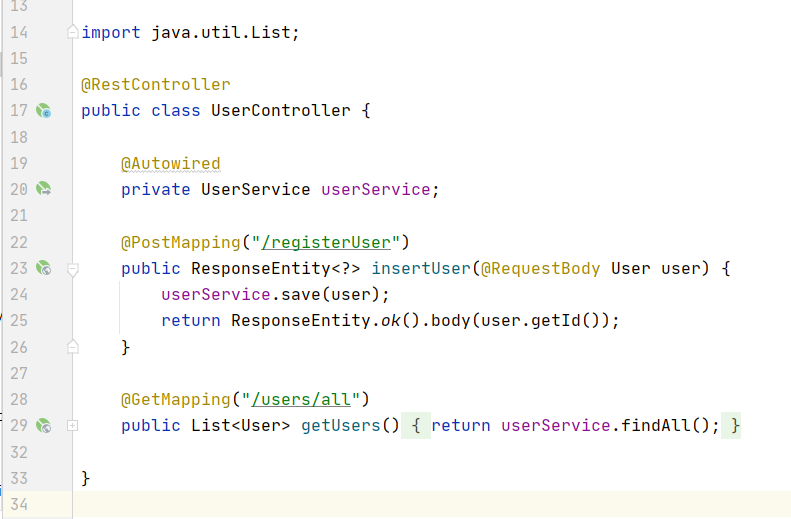 13
14 import java.util.List;
15
16 @RestController
17 public class UserController {
18
19 @Autowired
20 private UserService userService;
21
22 @PostMapping("/registerUser")
23 public ResponseEntity<?> insertUser(@RequestBody User user) {
24 userService.save(user);
25 return ResponseEntity.ok().body(user.getId());
26 }
27
28 @GetMapping("/users/all")
29 public List<User> getUsers() { return userService.findAll(); }
32
33 }
34